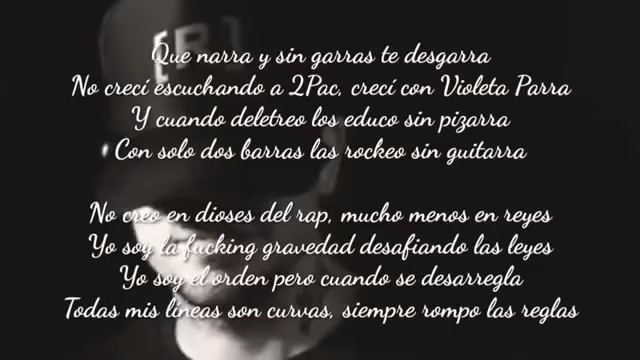 [R]
Que narra y sin garras te desgarra
No crecí escuchando a 2Pac, crecí con Violeta Parra
Y cuando deletreo los educo sin pizarra
Con solo dos barras las rockeo sin guitarra
No creo en dioses del rap, mucho menos en reyes
Yo soy la fucking gravedad desafiando las leyes
Yo soy el orden pero cuando se desarregla
Todas mis líneas son curvas, siempre rompo las reglas